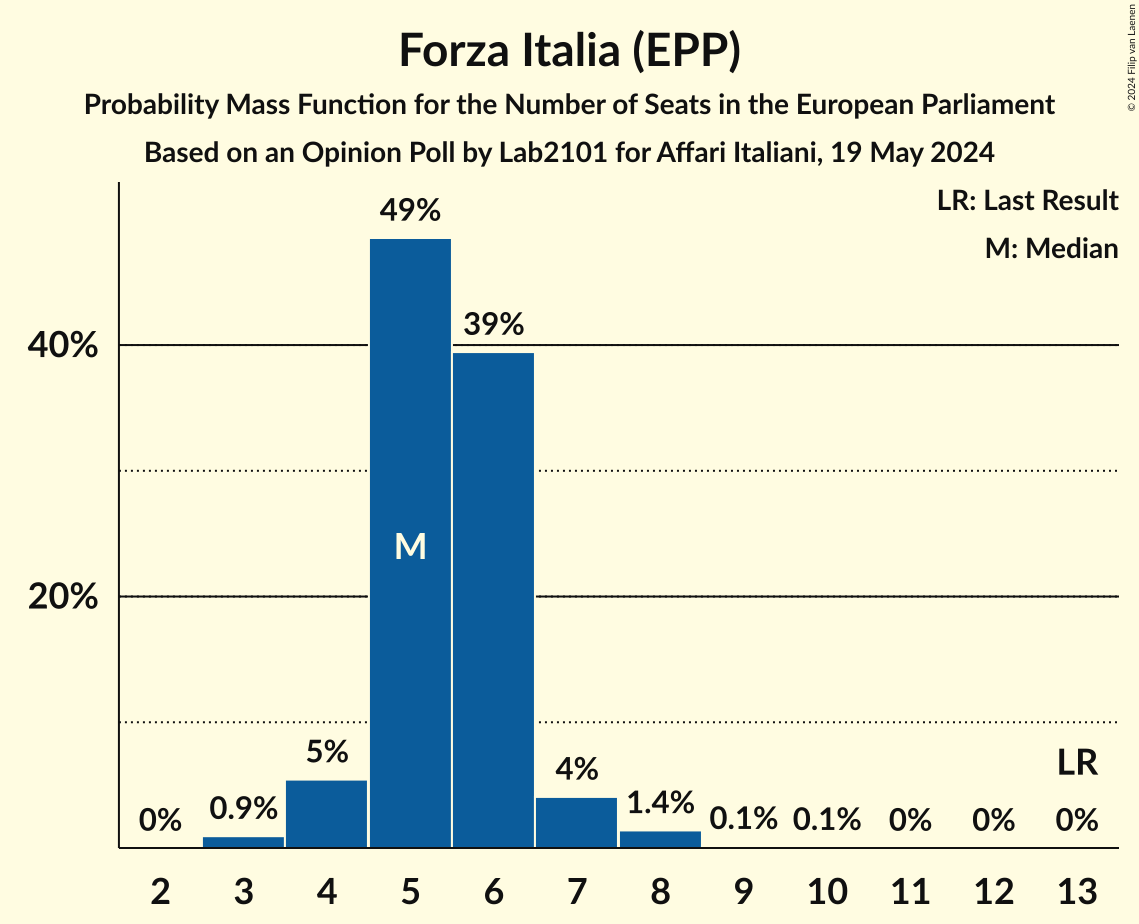 Forza Italia (EPP)
Probability Mass Function for the Number of Seats in the European Parliament
Based on an Opinion Poll by Lab2101 for Affari Italiani, 19 May 2024
© 2024 Filip van Laenen
LR: Last Result
M: Median
49%
39%
40%
M
20%
5%
4%
LR
0%
0.9%
1.4%
0.1%
0.1%
0%
0%
0%
2 3 4 5 6 7 8 9 10 11 12 13